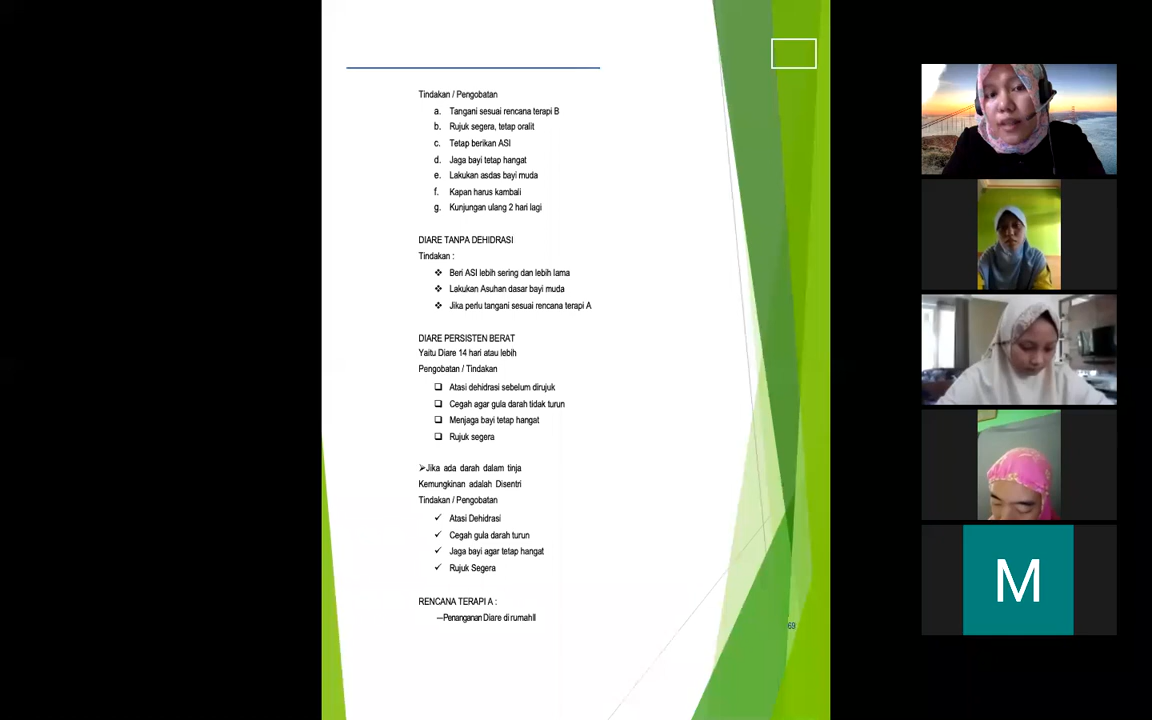 Tindakan / Pengobatan
a. Tangani sesuai rencana terapi B
b. Rujuk segera, tetap oralit
c. Tetap berikan ASI
d. Jaga bayi tetap hangat
e. Lakukan asdas bayi muda
f. Kapan harus kambali
g. Kunjungan ulang 2 hari lagi
DIARE TANPA DEHIDRASI
Tindakan :
❖ Beri ASI lebih sering dan lebih lama
❖ Lakukan Asuhan dasar bayi muda
❖ Jika perlu tangani sesuai rencana terapi A
DIARE PERSISTEN BERAT
Yaitu Diare 14 hari atau lebih
Pengobatan / Tindakan
❑ Atasi dehidrasi sebelum dirujuk
❑ Cegah agar gula darah tidak turun
❑ Menjaga bayi tetap hangat
❑ Rujuk segera
➢Jika ada darah dalam tinja
Kemungkinan adalah Disentri
Tindakan / Pengobatan
✓ Atasi Dehidrasi
✓ Cegah gula darah turun
✓ Jaga bayi agar tetap hangat
✓ Rujuk Segera
RENCANA TERAPI A :
―Penanganan Diare di rumah‖
69
M